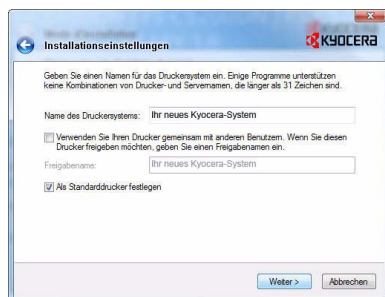 KYOCERA
Installationseinstellungen
Geben Sie einen Namen für das Druckersystem ein. Einige Programme unterstützen
keine Kombinationen von Drucker- und Servernamen, die länger als 31 Zeichen sind.
Name des Druckersystems: Ihr neues Kyocera-System
Verwenden Sie Ihren Drucker gemeinsam mit anderen Benutzern. Wenn Sie diesen
Drucker freigeben möchten, geben Sie einen Freigabenamen ein.
Freigabename: Ihr neues Kyocera-System
Als Standarddrucker festlegen
Weiter > Abbrechen